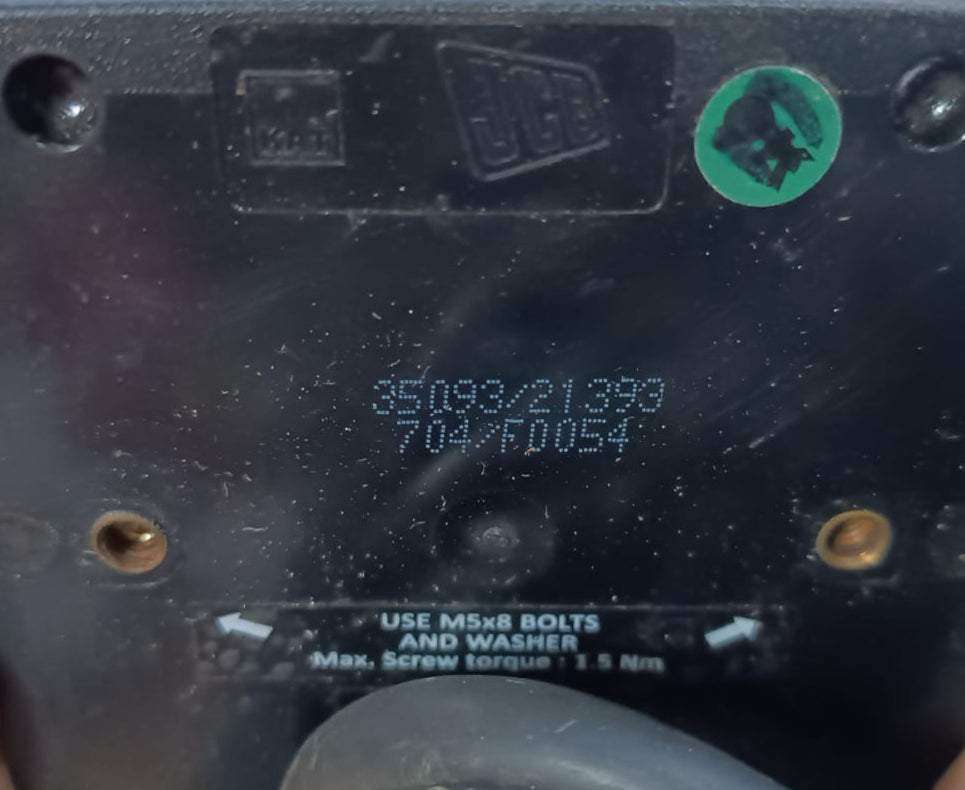 JCB
35093/21393
704/F0054
USE M5x8 BOLTS
AND WASHER
Max. Screw torque : 1.5 Nm